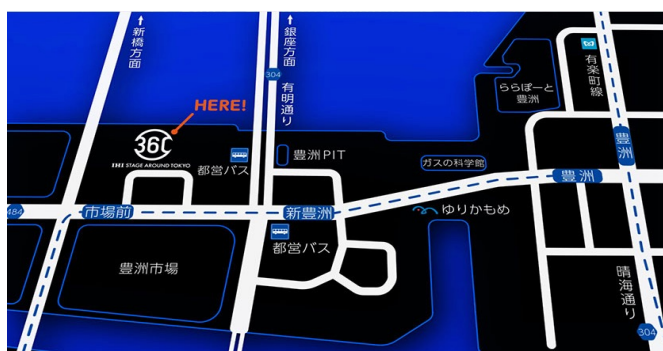 ↑新橋方面
↑銀座方面
304
有明通り
HERE!
360
IHI STAGE AROUND TOKYO
都営バス
豊洲PIT
ガスの科学館
ららぽーと
豊洲
有楽町線
豊洲
豊洲
484
市場前
新豊洲
ゆりかもめ
都営バス
豊洲市場
晴海通り
304